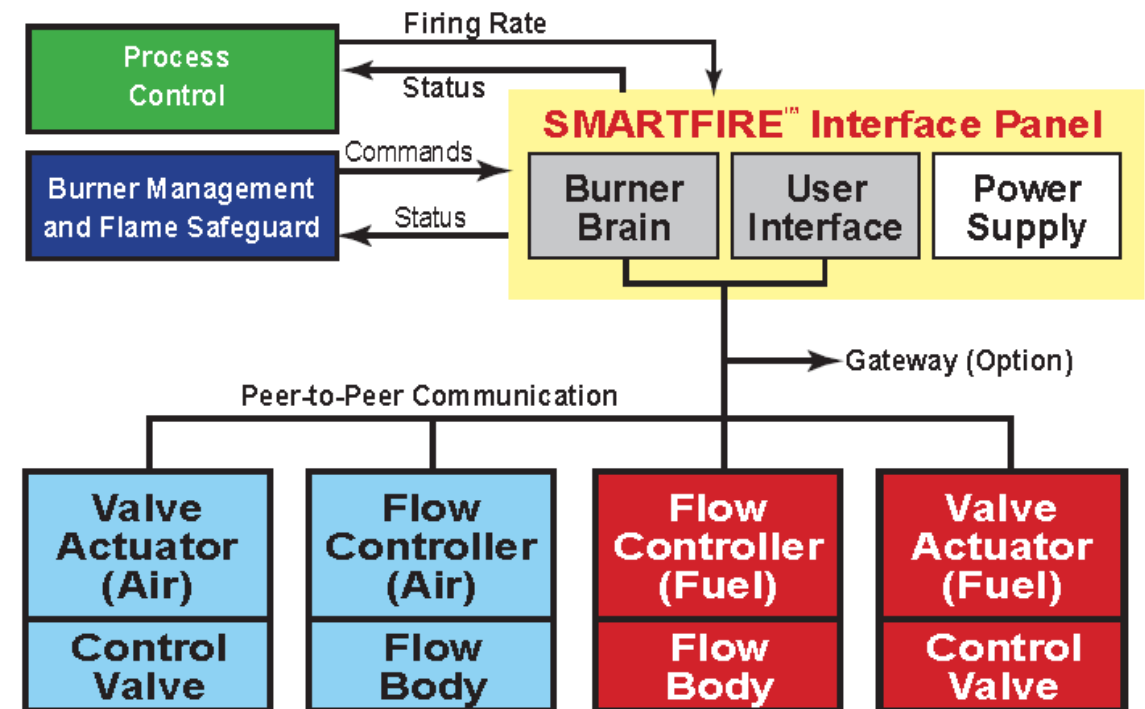 Firing Rate
Process
Control
Status
SMARTFIRE™ Interface Panel
Commands
Burner Management
and Flame Safeguard
Status
Burner
Brain
User
Interface
Power
Supply
Gateway (Option)
Peer-to-Peer Communication
Valve
Actuator
(Air)
Control
Valve
Flow
Controller
(Air)
Flow
Body
Flow
Controller
(Fuel)
Flow
Body
Valve
Actuator
(Fuel)
Control
Valve